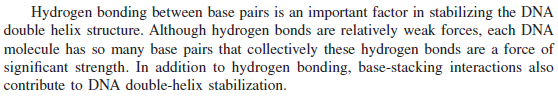 Hydrogen bonding between base pairs is an important factor in stabilizing the DNA
double helix structure. Although hydrogen bonds are relatively weak forces, each DNA
molecule has so many base pairs that collectively these hydrogen bonds are a force of
significant strength. In addition to hydrogen bonding, base-stacking interactions also
contribute to DNA double-helix stabilization.